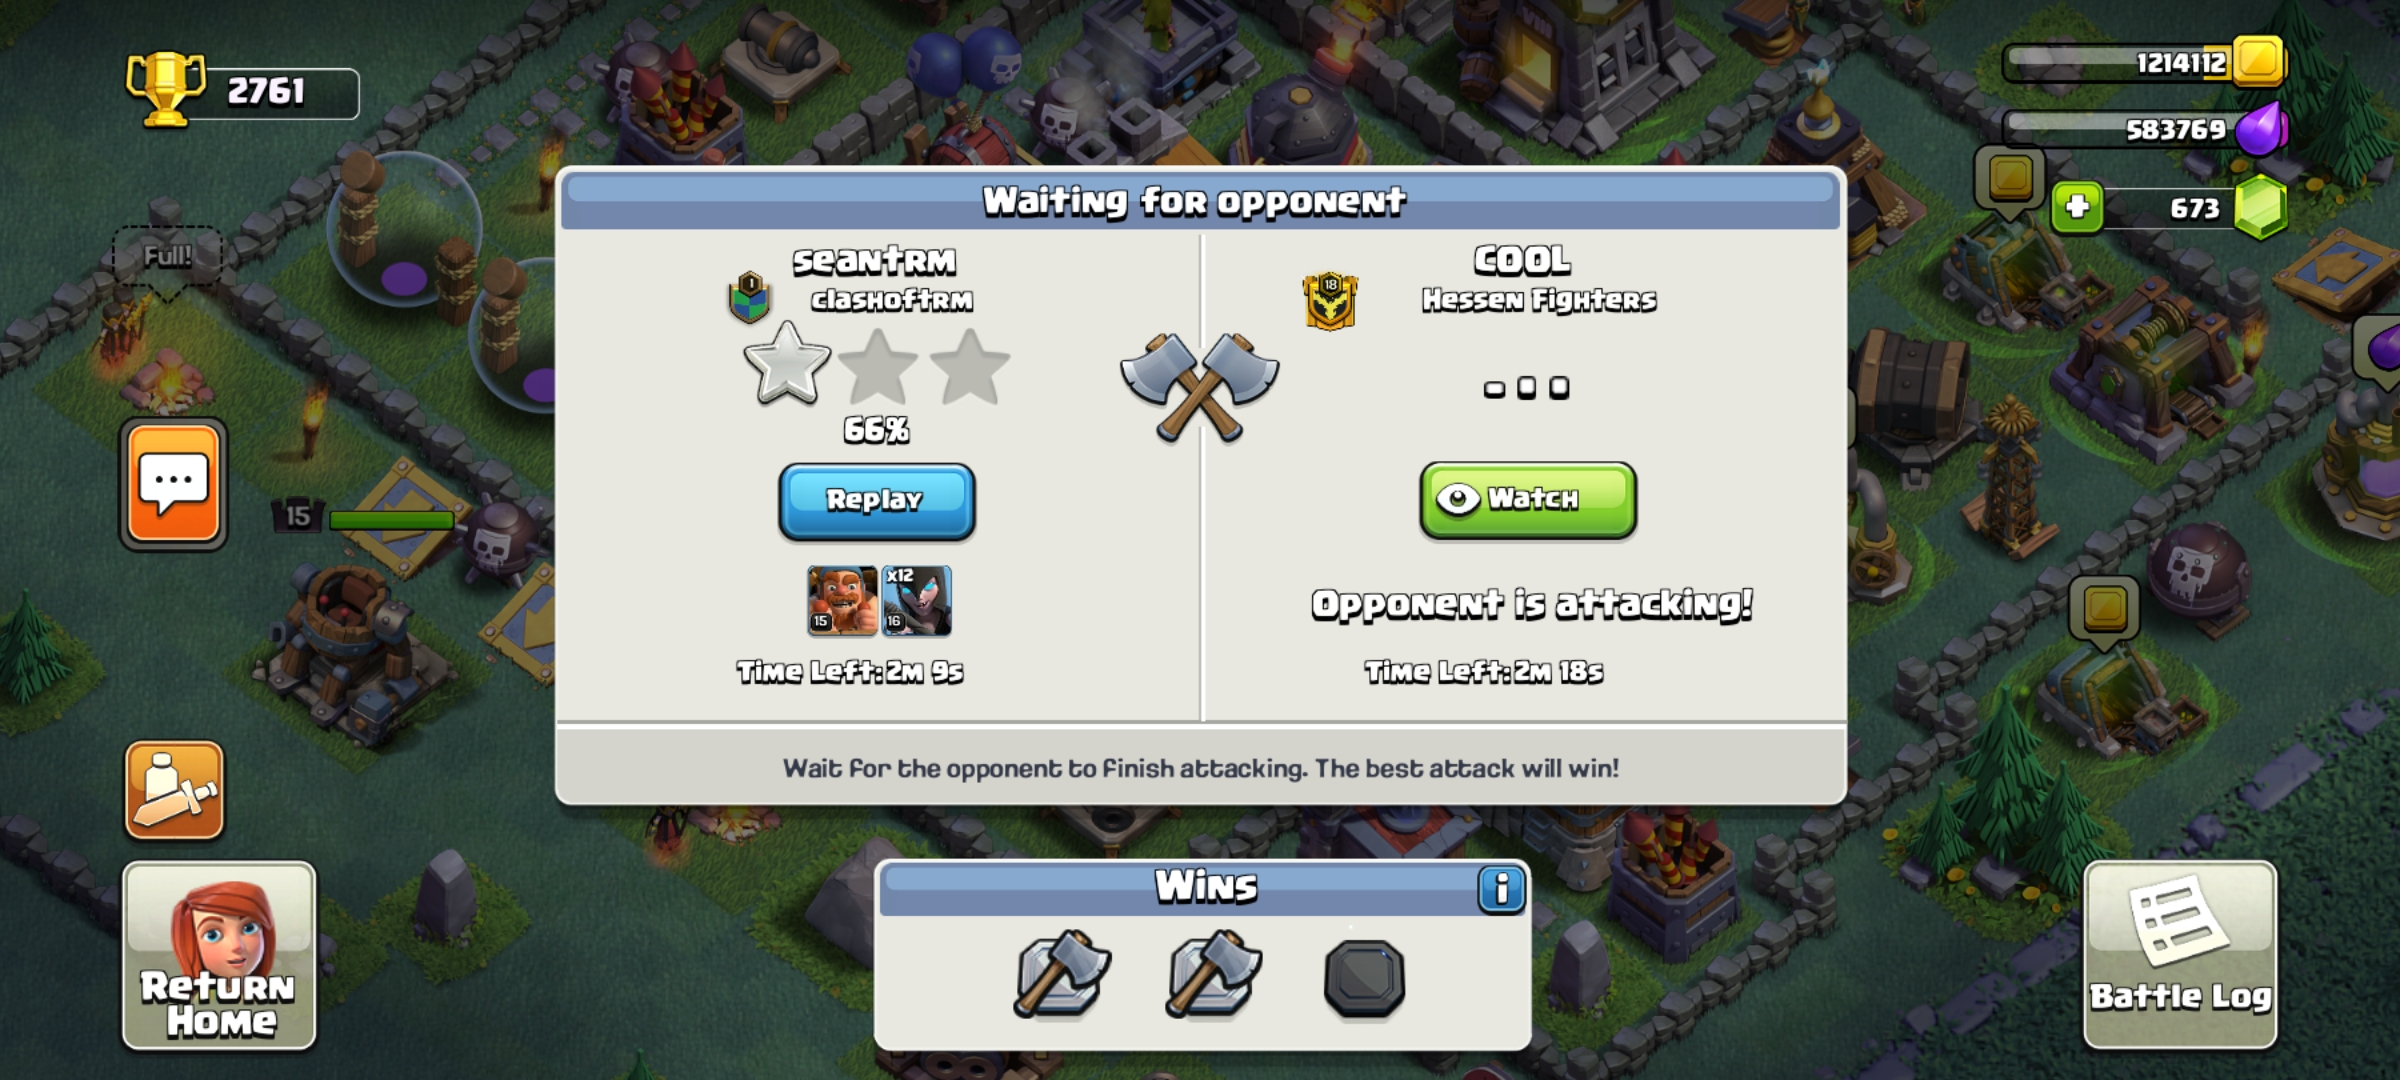 2761
1214112
583769
673
Full!
15
Waiting for opponent
seantrm
1
clashoftrm
66%
Replay
x12
15
16
Time Left:2m 9s
COOL
18
Hessen Fighters
Watch
Opponent is attacking!
Time Left:2m 18s
Wait for the opponent to finish attacking. The best attack will win!
Wins
i
Return
Home
Battle Log